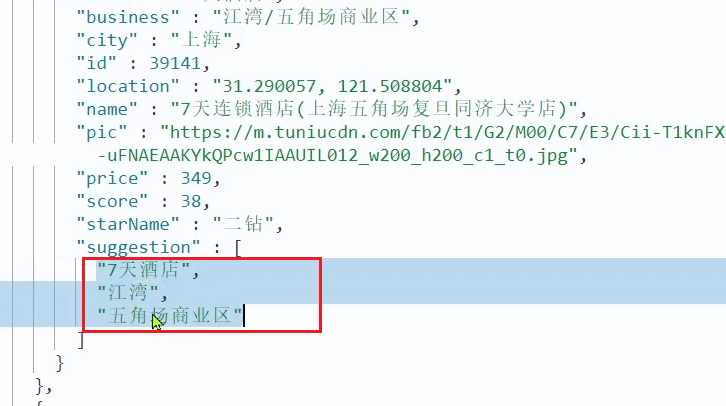 "business" : "江湾/五角场商业区",
"city" : "上海",
"id" : 39141,
"location" : "31.290057, 121.508804",
"name" : "7天连锁酒店(上海五角场复旦同济大学店)",
"pic" : "https://m.tuniucdn.com/fb2/t1/G2/M00/C7/E3/Cii-T1knFX
-uFNAEAAKYkQPcw1IAAUIL012_w200_h200_c1_t0.jpg",
"price" : 349,
"score" : 38,
"starName" : "二钻",
"suggestion" : [
"7天酒店",
"江湾",
"五角场商业区"
]
}
},
{